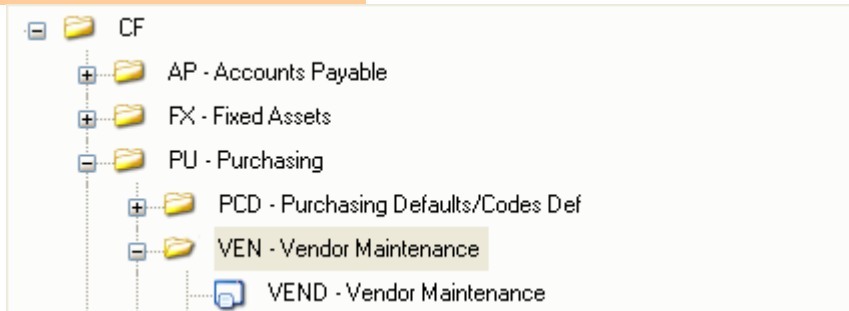 CF
AP - Accounts Payable
FX - Fixed Assets
PU - Purchasing
PCD - Purchasing Defaults/Codes Def
VEN - Vendor Maintenance
VEND - Vendor Maintenance